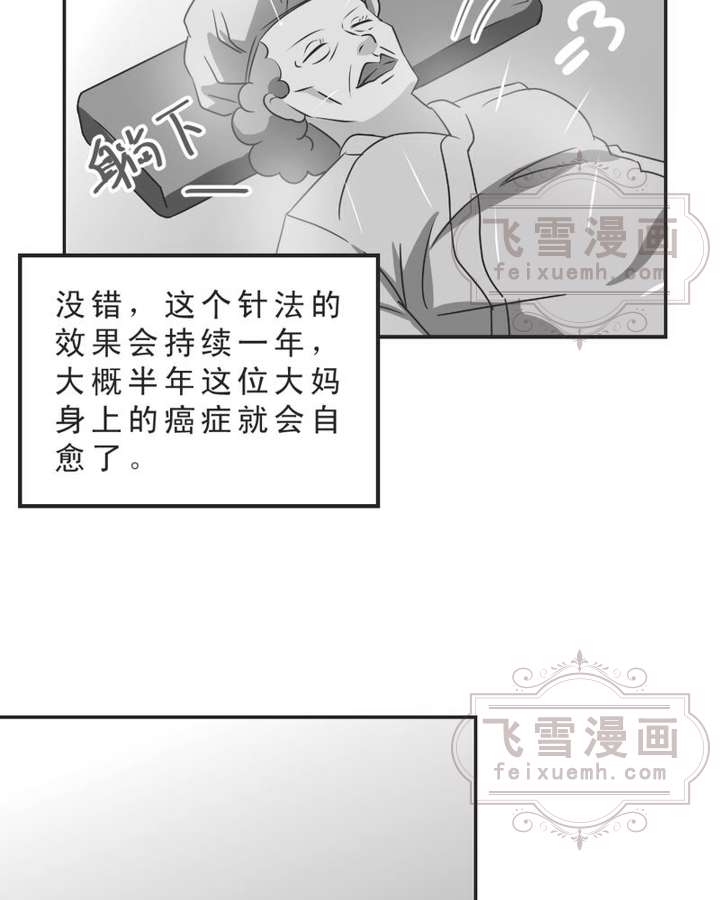 躺下
飞雪漫画
feixuemh.com
没错，这个针法的
效果会持续一年，
大概半年这位大妈
身上的癌症就会自
愈了。
飞雪漫画
feixuemh.com